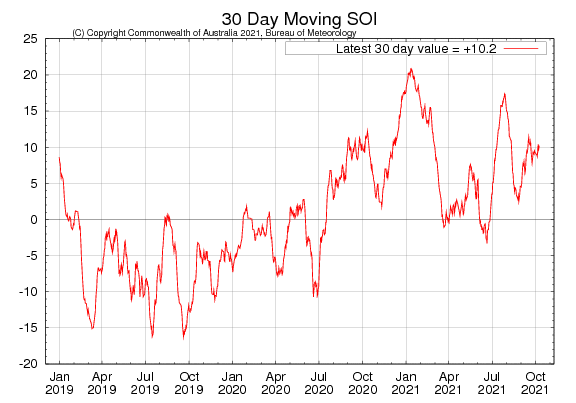 30 Day Moving SOI
(C) Copyright Commonwealth of Australia 2021, Bureau of Meteorology
Latest 30 day value = +10.2
25
20
15
10
5
0
-5
-10
-15
-20
Jan Apr Jul Oct Jan Apr Jul Oct Jan Apr Jul Oct
2019 2019 2019 2019 2020 2020 2020 2020 2021 2021 2021 2021